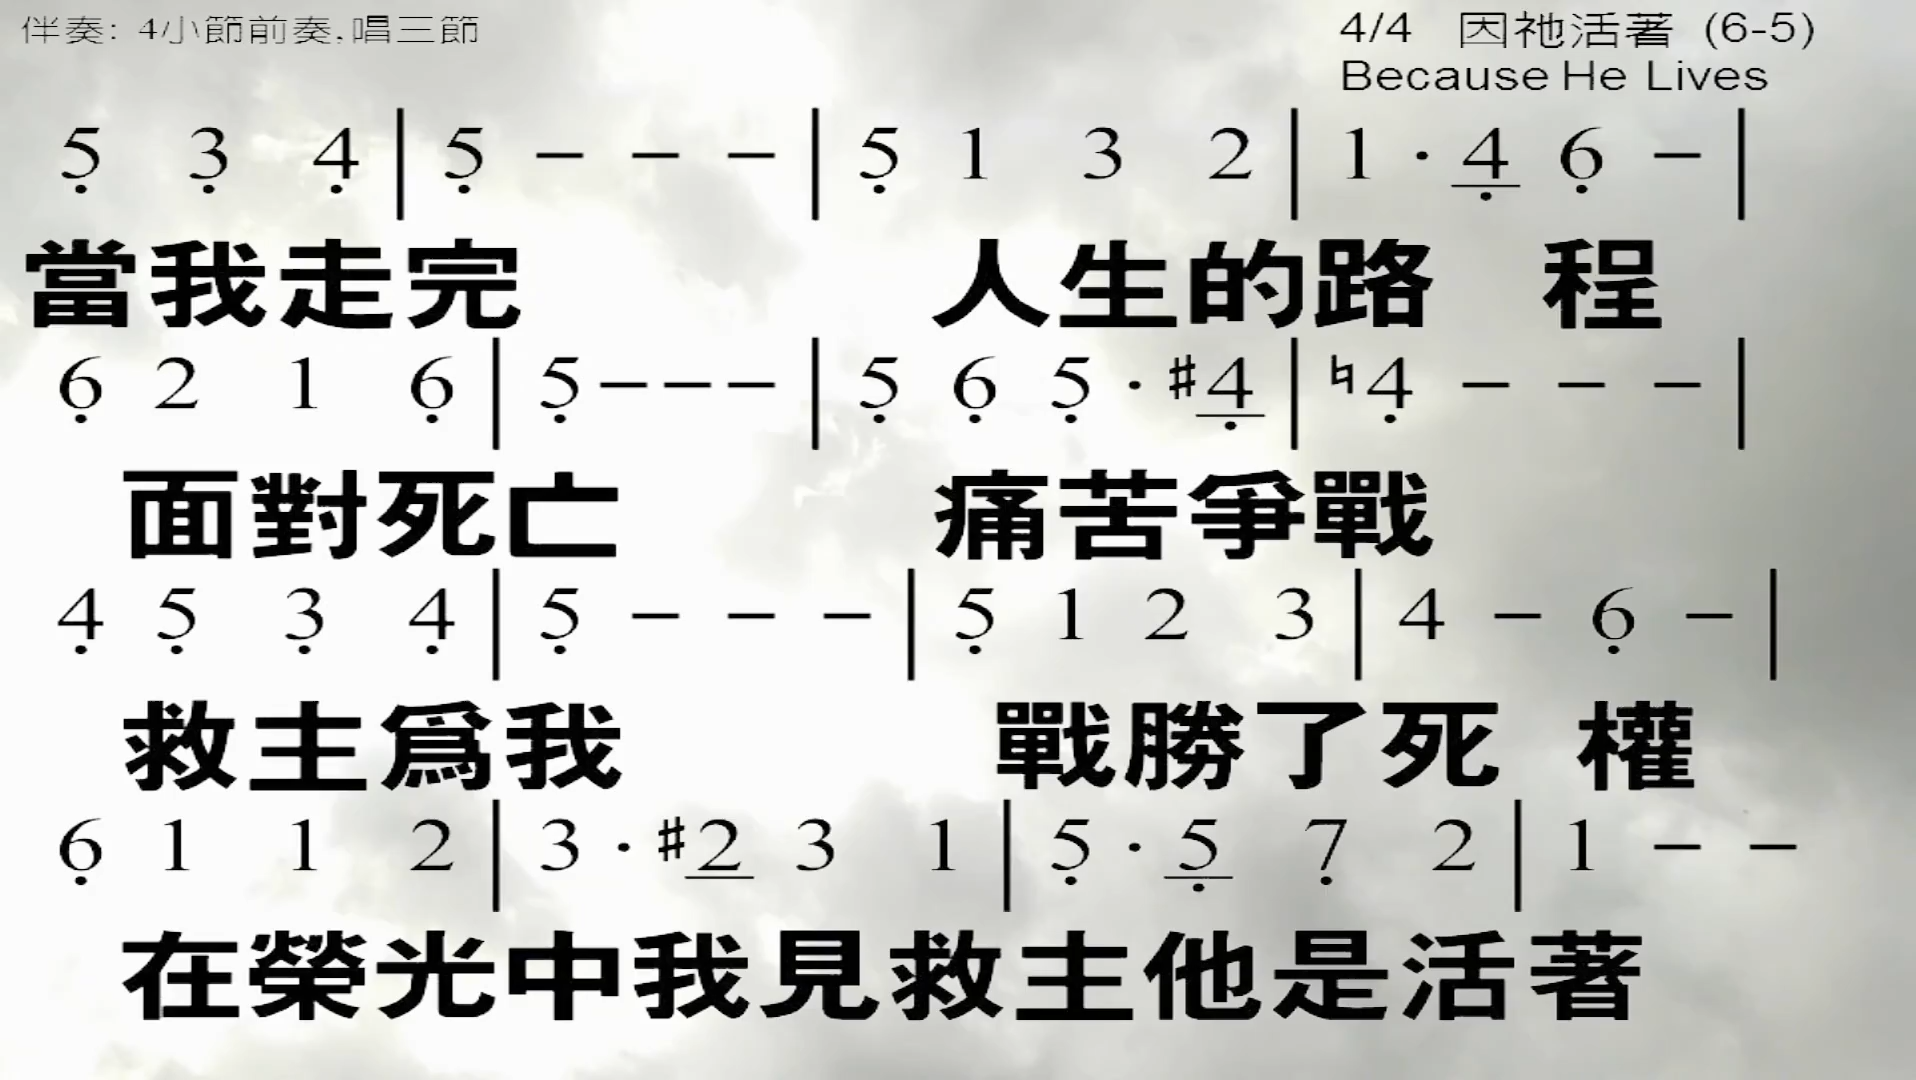 伴奏: 4小節前奏,唱三節
4/4 因祂活著 (6-5)
Because He Lives
5̣ 3̣ 4̣ | 5̣ – – – | 5̣ 1 3 2 | 1 · 4̣ 6̣ – |
當我走完 人生的路 程
6̣ 2 1 6̣ | 5̣ – – – | 5̣ 6̣ 5̣ · ♯4̣ | ♮4̣ – – – |
面對死亡 痛苦爭戰
4̣ 5̣ 3̣ 4̣ | 5̣ – – – | 5̣ 1 2 3 | 4 – 6̣ – |
救主爲我 戰勝了死 權
6̣ 1 1 2 | 3 · ♯2 3 1 | 5̣ · 5̣ 7̣ 2 | 1 – –
在榮光中我見救主他是活著